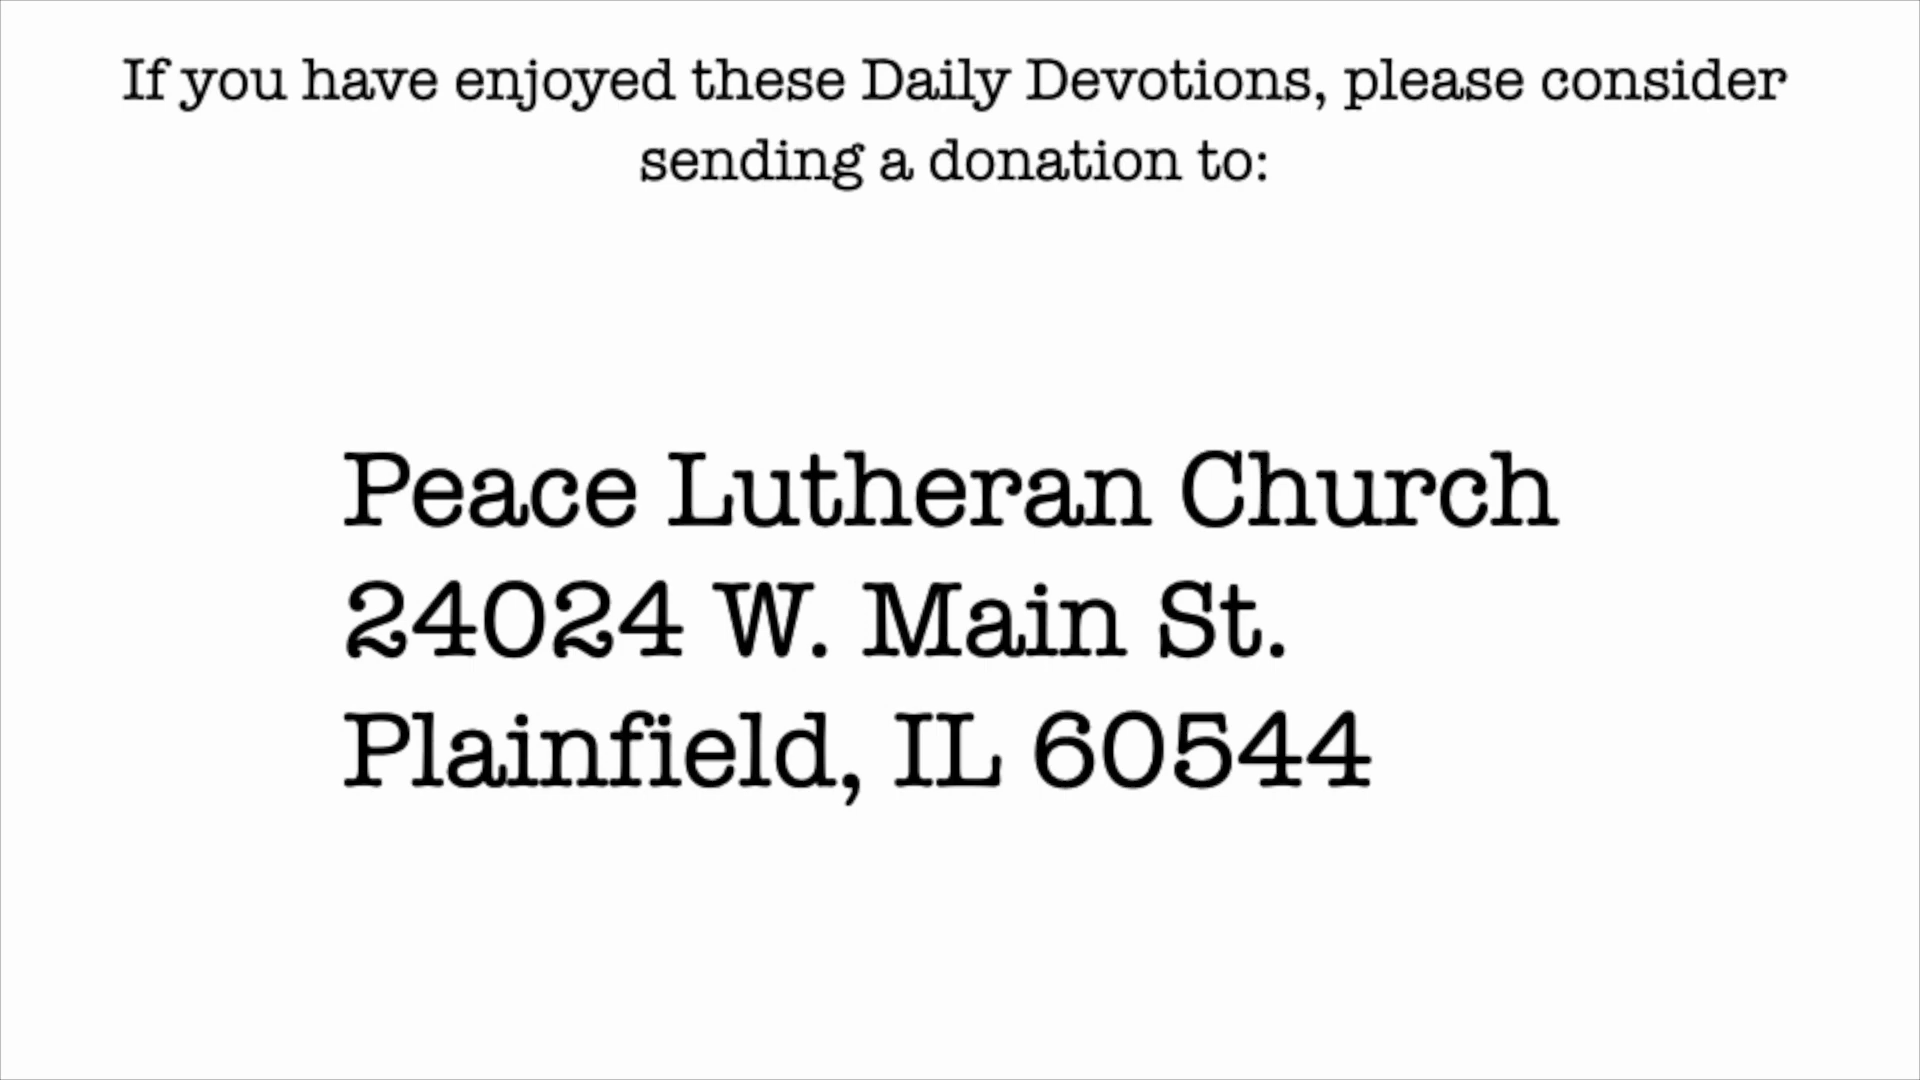 If you have enjoyed these Daily Devotions, please consider
sending a donation to:
Peace Lutheran Church
24024 W. Main St.
Plainfield, IL 60544